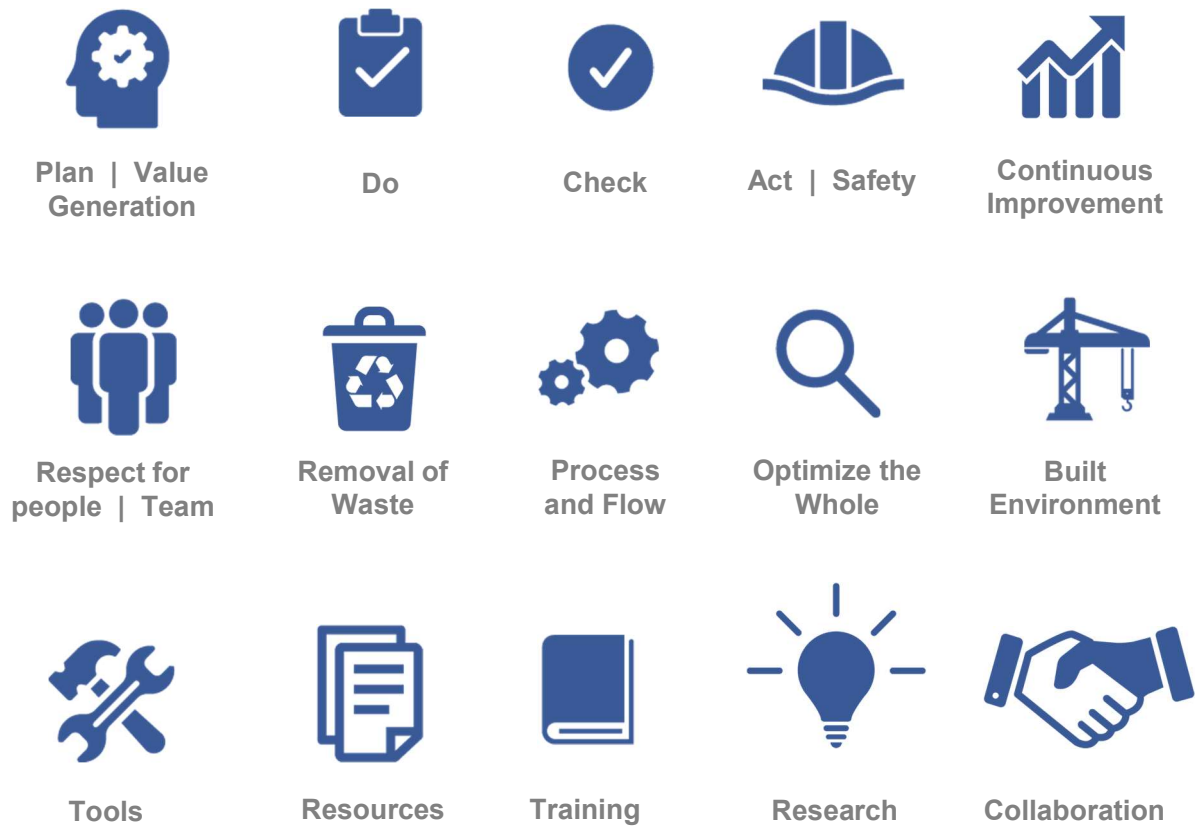 Plan | Value
Generation
Do
Check
Act | Safety
Continuous
Improvement
Respect for
people | Team
Removal of
Waste
Process
and Flow
Optimize the
Whole
Built
Environment
Tools
Resources
Training
Research
Collaboration